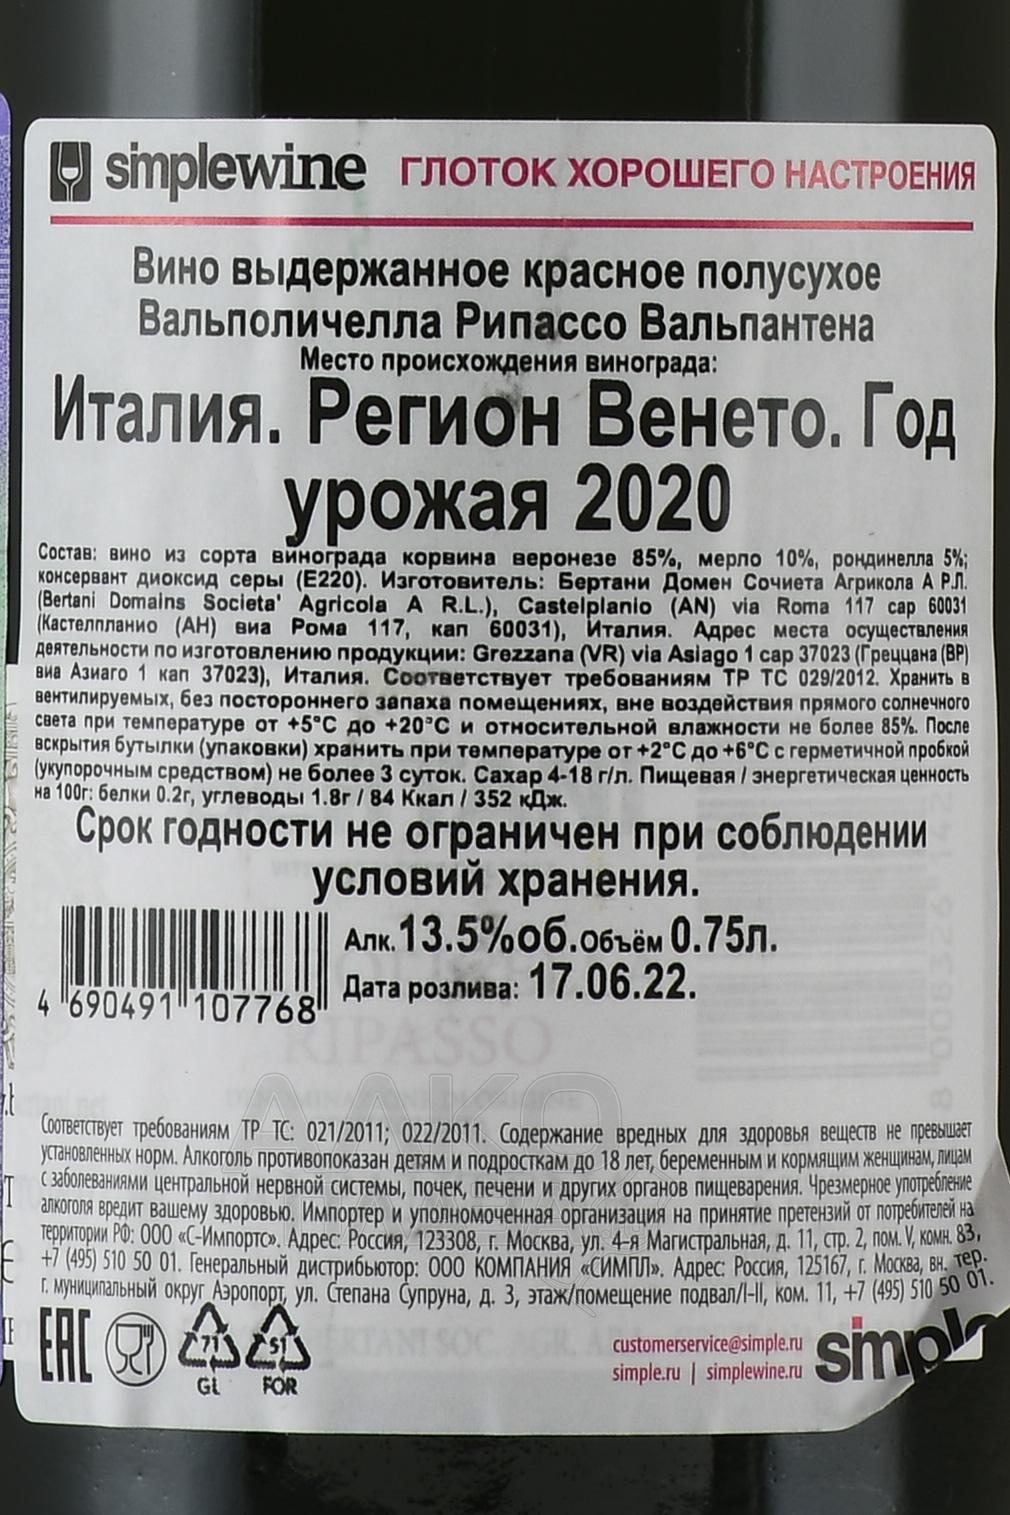 simplewine ГЛОТОК ХОРОШЕГО НАСТРОЕНИЯ
Вино выдержанное красное полусухое
Вальполичелла Рипассо Вальпантена
Место происхождения винограда:
Италия. Регион Венето. Год
урожая 2020
Состав: вино из сорта винограда корвина веронезе 85%, мерло 10%, рондинелла 5%;
консервант диоксид серы (E220). Изготовитель: Бертани Домен Сочиета Агрикола А Р.Л.
(Bertani Domains Societa' Agricola A R.L.), Castelplanio (AN) via Roma 117 cap 60031
(Кастелпланио (АН) виа Рома 117, кап 60031), Италия. Адрес места осуществления
деятельности по изготовлению продукции: Grezzana (VR) via Asiago 1 cap 37023 (Греццана (ВР)
виа Азиаго 1 кап 37023), Италия. Соответствует требованиям ТР ТС 029/2012. Хранить в
вентилируемых, без постороннего запаха помещениях, вне воздействия прямого солнечного
света при температуре от +5°С до +20°С и относительной влажности не более 85%. После
вскрытия бутылки (упаковки) хранить при температуре от +2°С до +6°С с герметичной пробкой
(укупорочным средством) не более 3 суток. Сахар 4-18 г/л. Пищевая / энергетическая ценность
на 100г: белки 0.2г, углеводы 1.8г / 84 Ккал / 352 кДж.
Срок годности не ограничен при соблюдении
условий хранения.
Алк. 13.5%об. Объём 0.75л.
Дата розлива: 17.06.22.
4 690491 107768
RIPASSO
Соответствует требованиям ТР ТС: 021/2011; 022/2011. Содержание вредных для здоровья веществ не превышает
установленных норм. Алкоголь противопоказан детям и подросткам до 18 лет, беременным и кормящим женщинам, лицам
с заболеваниями центральной нервной системы, почек, печени и других органов пищеварения. Чрезмерное употребление
алкоголя вредит вашему здоровью. Импортер и уполномоченная организация на принятие претензий от потребителей на
территории РФ: ООО «С-Импортс». Адрес: Россия, 123308, г. Москва, ул. 4-я Магистральная, д. 11, стр. 2, пом. V, комн. 83,
+7 (495) 510 50 01. Генеральный дистрибьютор: ООО КОМПАНИЯ «СИМПЛ». Адрес: Россия, 125167, г. Москва, вн. тер.
г. муниципальный округ Аэропорт, ул. Степана Супруна, д. 3, этаж/помещение подвал/I-II, ком. 11, +7 (495) 510 50 01.
EAC 71 GL 51 FOR
customerservice@simple.ru
simple.ru | simplewine.ru
simple